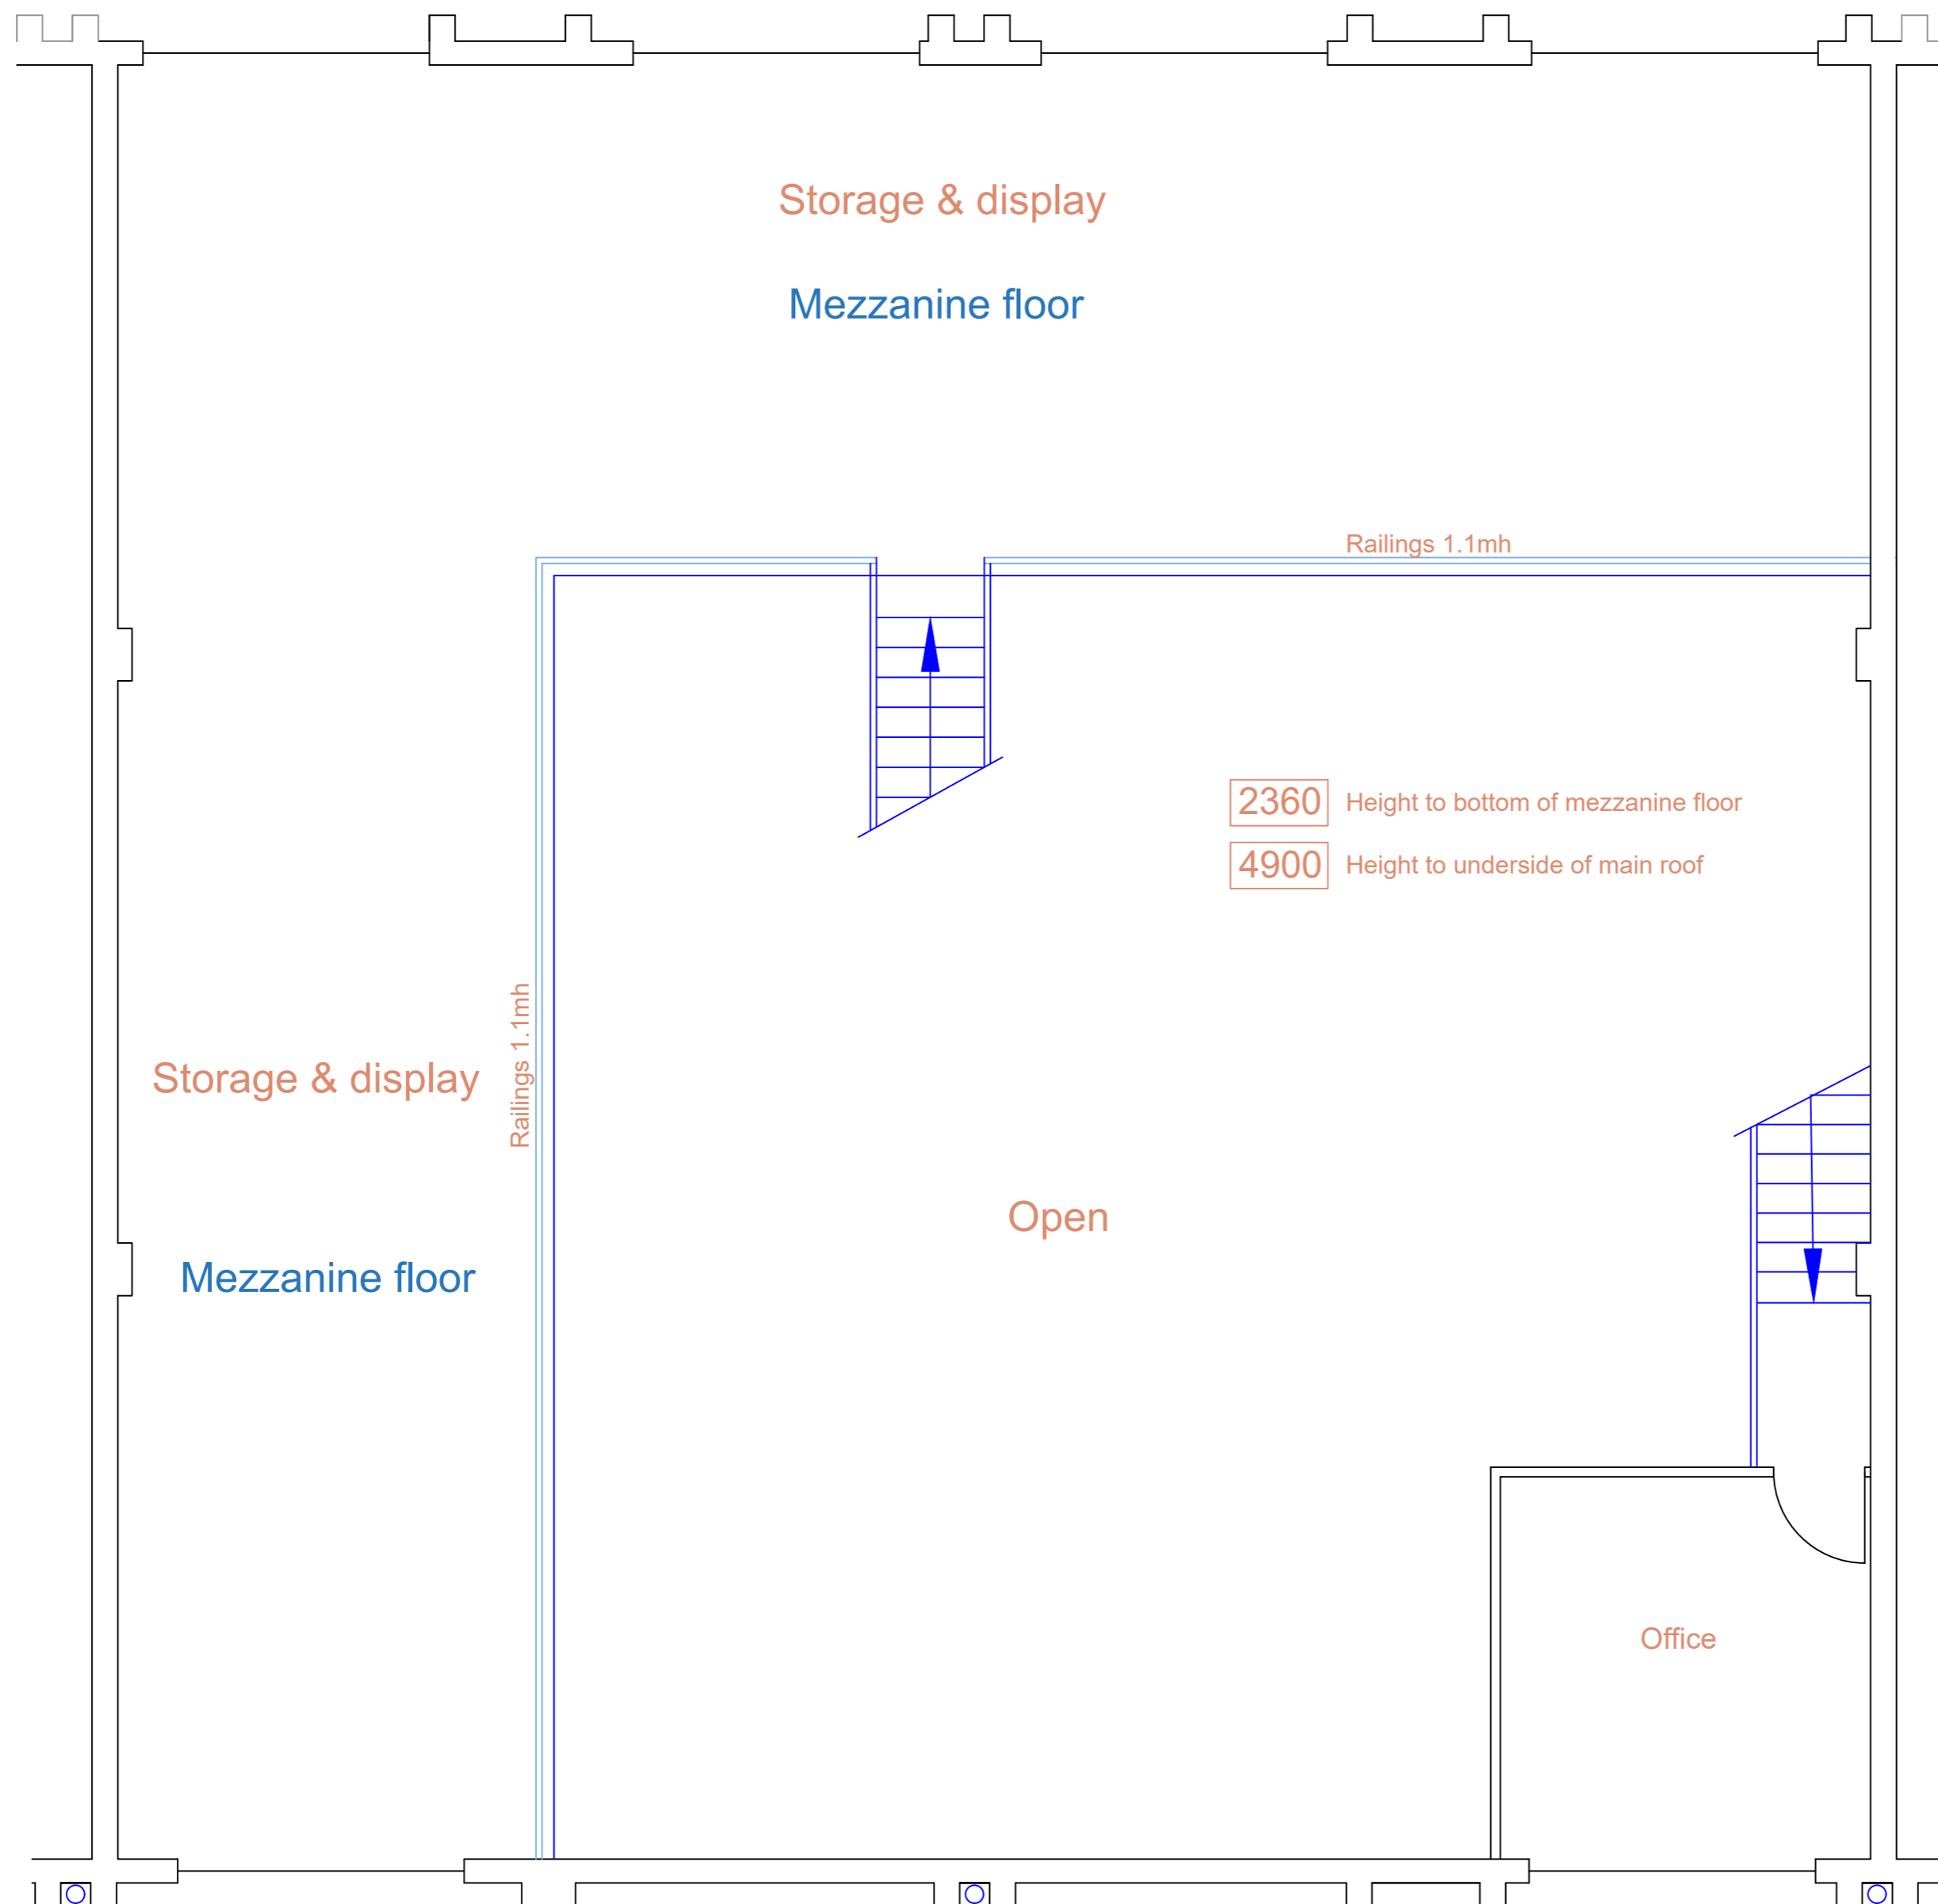 Storage & display
Mezzanine floor
Railings 1.1mh
2360 Height to bottom of mezzanine floor
4900 Height to underside of main roof
Railings 1.1mh
Storage & display
Open
Mezzanine floor
Office